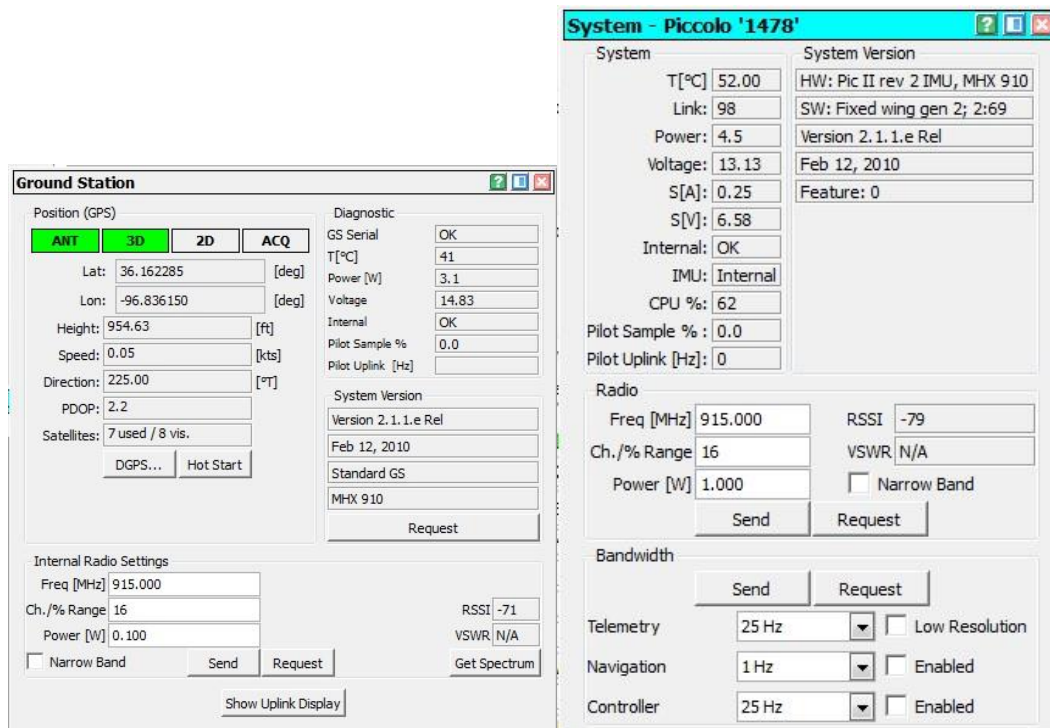 Ground Station
Position (GPS)
ANT 3D 2D ACQ
Lat: 36.162285 [deg]
Lon: -96.836150 [deg]
Height: 954.63 [ft]
Speed: 0.05 [kts]
Direction: 225.00 [°T]
PDOP: 2.2
Satellites: 7 used / 8 vis.
DGPS... Hot Start
Diagnostic
GS Serial OK
T[°C] 41
Power [W] 3.1
Voltage 14.83
Internal OK
Pilot Sample % 0.0
Pilot Uplink [Hz]
System Version
Version 2.1.1.e Rel
Feb 12, 2010
Standard GS
MHX 910
Request
Internal Radio Settings
Freq [MHz] 915.000
Ch./% Range 16 RSSI -71
Power [W] 0.100 VSWR N/A
Narrow Band Send Request Get Spectrum
Show Uplink Display
System - Piccolo '1478'
System
T[°C] 52.00
Link: 98
Power: 4.5
Voltage: 13.13
S[A]: 0.25
S[V]: 6.58
Internal: OK
IMU: Internal
CPU %: 62
Pilot Sample % : 0.0
Pilot Uplink [Hz]: 0
System Version
HW: Pic II rev 2 IMU, MHX 910
SW: Fixed wing gen 2; 2:69
Version 2.1.1.e Rel
Feb 12, 2010
Feature: 0
Radio
Freq [MHz] 915.000 RSSI -79
Ch./% Range 16 VSWR N/A
Power [W] 1.000 Narrow Band
Send Request
Bandwidth
Send Request
Telemetry 25 Hz Low Resolution
Navigation 1 Hz Enabled
Controller 25 Hz Enabled